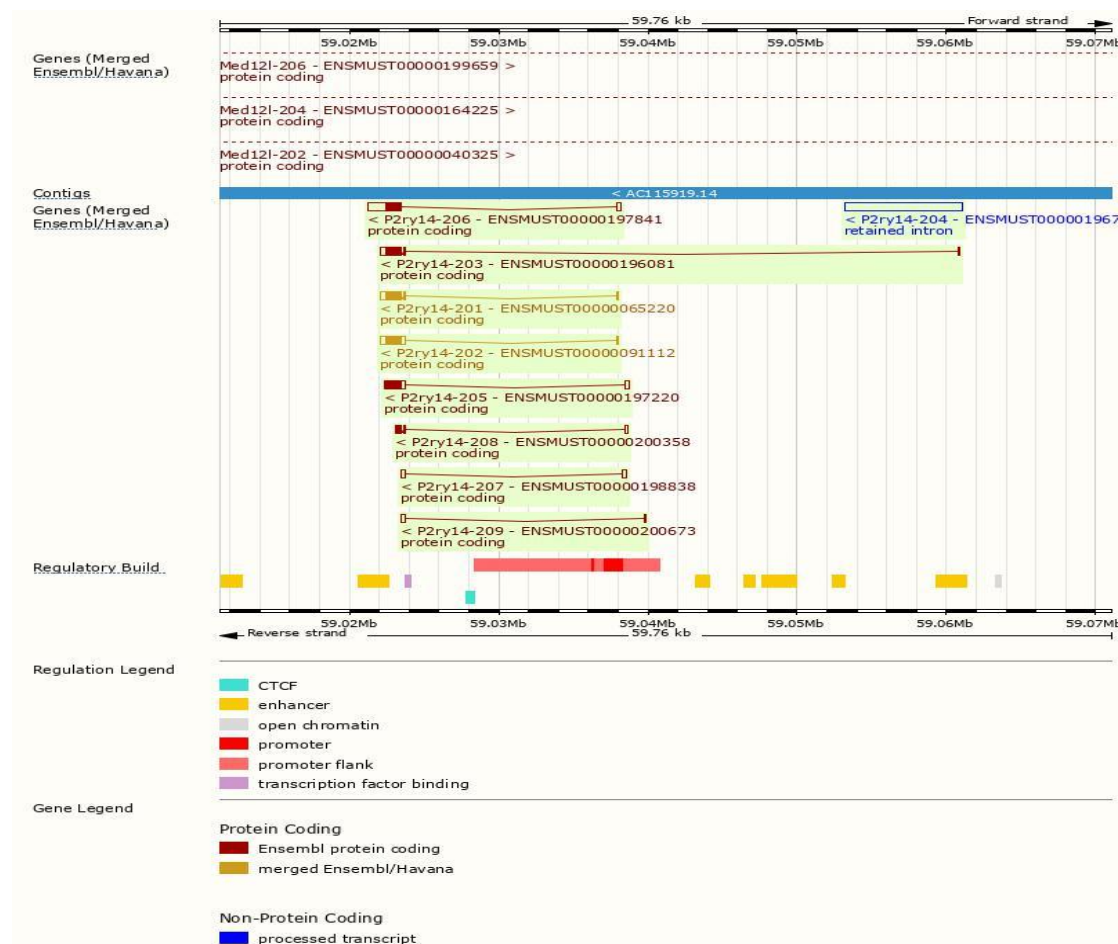 59.76 kb
Forward strand
59.02Mb 59.03Mb 59.04Mb 59.05Mb 59.06Mb 59.07Mb
Genes (Merged
Ensembl/Havana)
Med12l-206 - ENSMUST00000199659 >
protein coding
Med12l-204 - ENSMUST00000164225 >
protein coding
Med12l-202 - ENSMUST00000040325 >
protein coding
Contigs
< AC115919.14
Genes (Merged
Ensembl/Havana)
< P2ry14-206 - ENSMUST00000197841
protein coding
< P2ry14-204 - ENSMUST000001967
retained intron
< P2ry14-203 - ENSMUST00000196081
protein coding
< P2ry14-201 - ENSMUST00000065220
protein coding
< P2ry14-202 - ENSMUST00000091112
protein coding
< P2ry14-205 - ENSMUST00000197220
protein coding
< P2ry14-208 - ENSMUST00000200358
protein coding
< P2ry14-207 - ENSMUST00000198838
protein coding
< P2ry14-209 - ENSMUST00000200673
protein coding
Regulatory Build
59.02Mb 59.03Mb 59.04Mb 59.05Mb 59.06Mb 59.07Mb
Reverse strand
59.76 kb
Regulation Legend
CTCF
enhancer
open chromatin
promoter
promoter flank
transcription factor binding
Gene Legend
Protein Coding
Ensembl protein coding
merged Ensembl/Havana
Non-Protein Coding
processed transcript